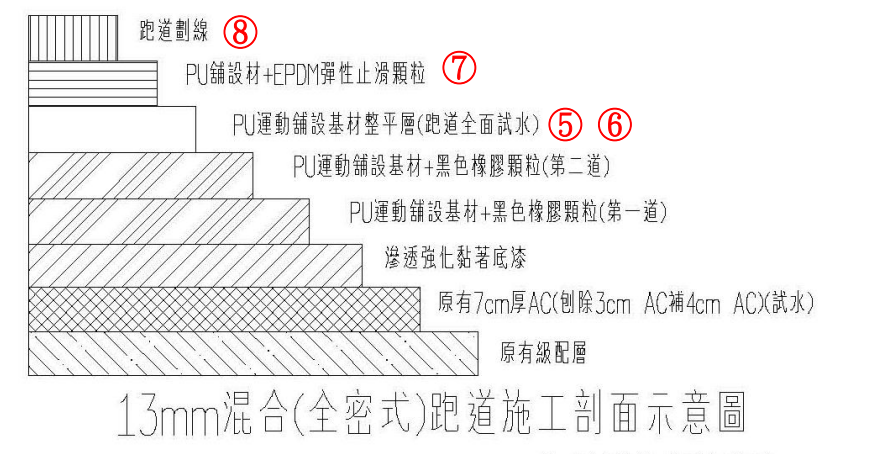 跑道劃線 ⑧
PU舖設材+EPDM彈性止滑顆粒 ⑦
PU運動舖設基材整平層(跑道全面試水) ⑤ ⑥
PU運動舖設基材+黑色橡膠顆粒(第二道)
PU運動舖設基材+黑色橡膠顆粒(第一道)
滲透強化黏著底漆
原有7cm厚AC(刨除3cm AC補4cm AC)(試水)
原有級配層
13mm混合(全密式)跑道施工剖面示意圖